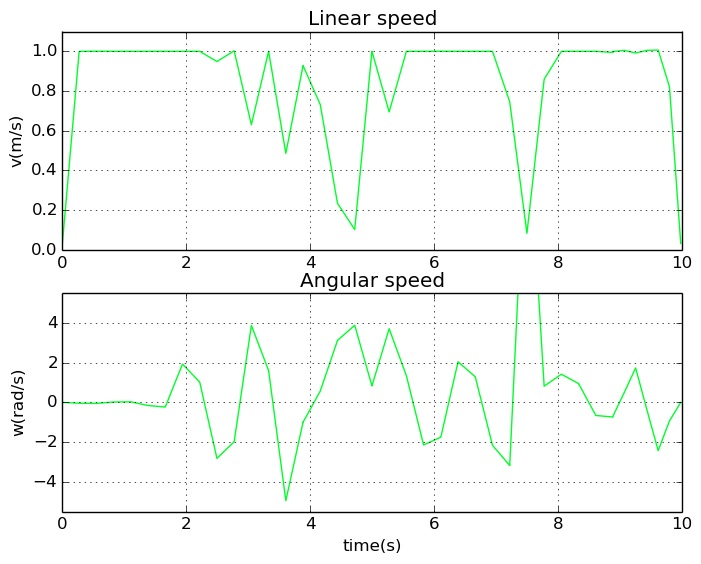 Linear speed
1.0
0.8
0.6
0.4
0.2
0.0
v(m/s)
0 2 4 6 8 10
Angular speed
4
2
0
−2
−4
w(rad/s)
0 2 4 6 8 10
time(s)